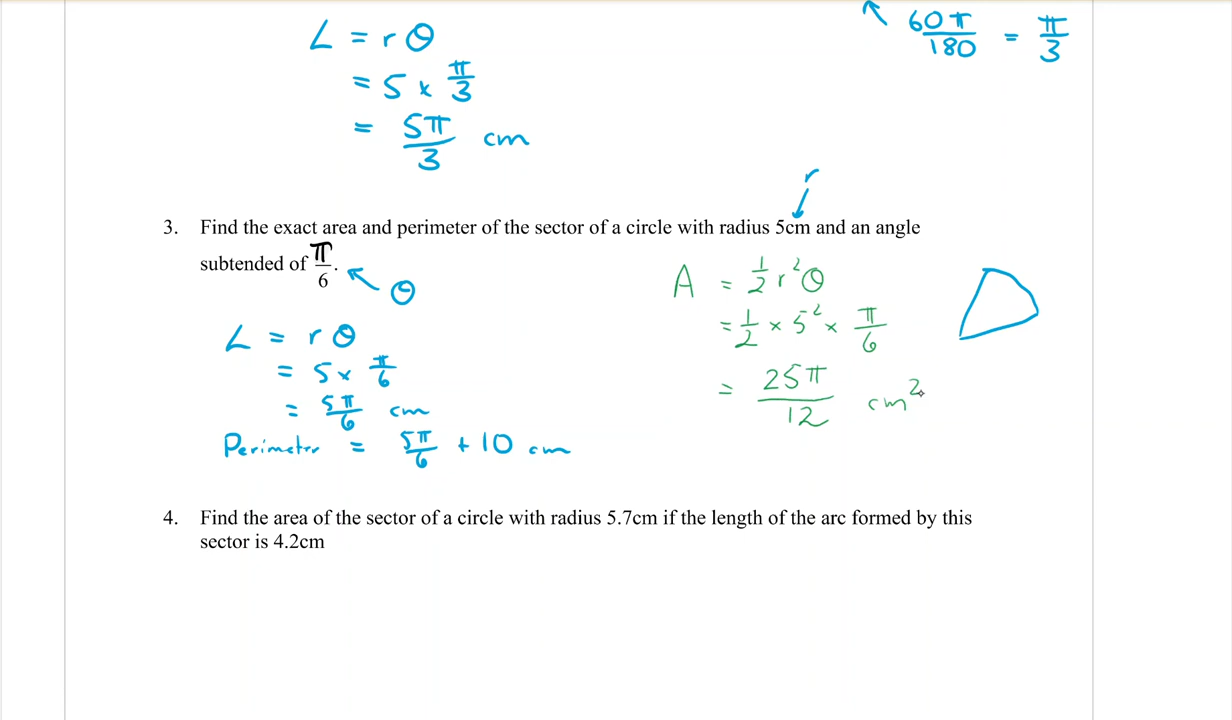 L = rθ
= 5 × π/3
= 5π/3 cm
60π/180 = π/3
r
3. Find the exact area and perimeter of the sector of a circle with radius 5cm and an angle
subtended of π/6.
θ
L = rθ
= 5 × π/6
= 5π/6 cm
Perimeter = 5π/6 + 10 cm
A = 1/2 r²θ
= 1/2 × 5² × π/6
= 25π/12 cm²
4. Find the area of the sector of a circle with radius 5.7cm if the length of the arc formed by this
sector is 4.2cm